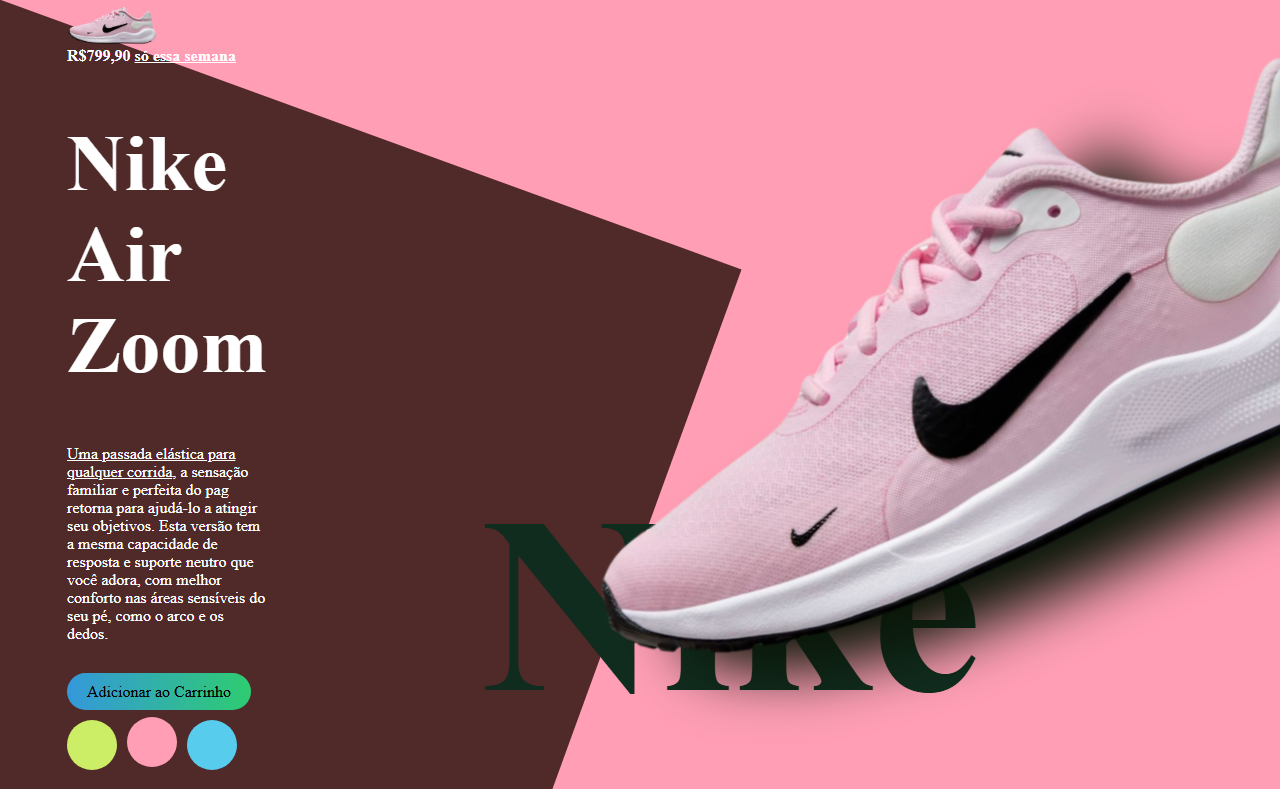 R$799,90 só essa semana
Nike
Air
Zoom
Uma passada elástica para
qualquer corrida, a sensação
familiar e perfeita do pag
retorna para ajudá-lo a atingir
seu objetivos. Esta versão tem
a mesma capacidade de
resposta e suporte neutro que
você adora, com melhor
conforto nas áreas sensíveis do
seu pé, como o arco e os
dedos.
Adicionar ao Carrinho
Nike